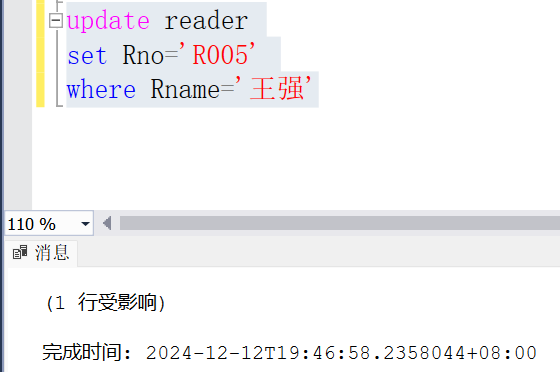 update reader
set Rno='R005'
where Rname='王强'
110 %
消息
(1 行受影响)
完成时间: 2024-12-12T19:46:58.2358044+08:00